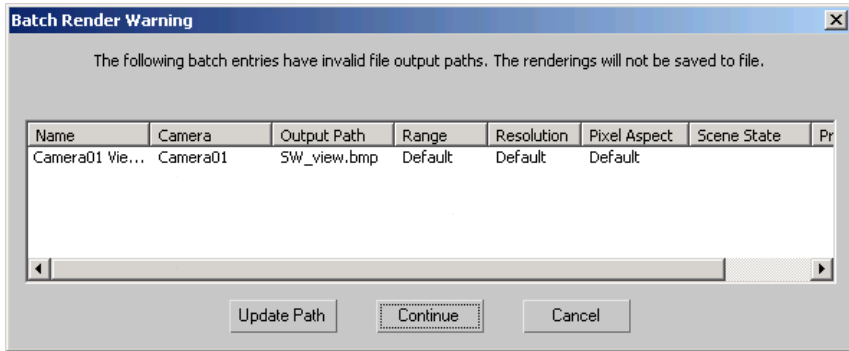 Batch Render Warning
The following batch entries have invalid file output paths. The renderings will not be saved to file.
Name Camera Output Path Range Resolution Pixel Aspect Scene State Pr
Camera01 Vie... Camera01 SW_view.bmp Default Default Default
Update Path Continue Cancel